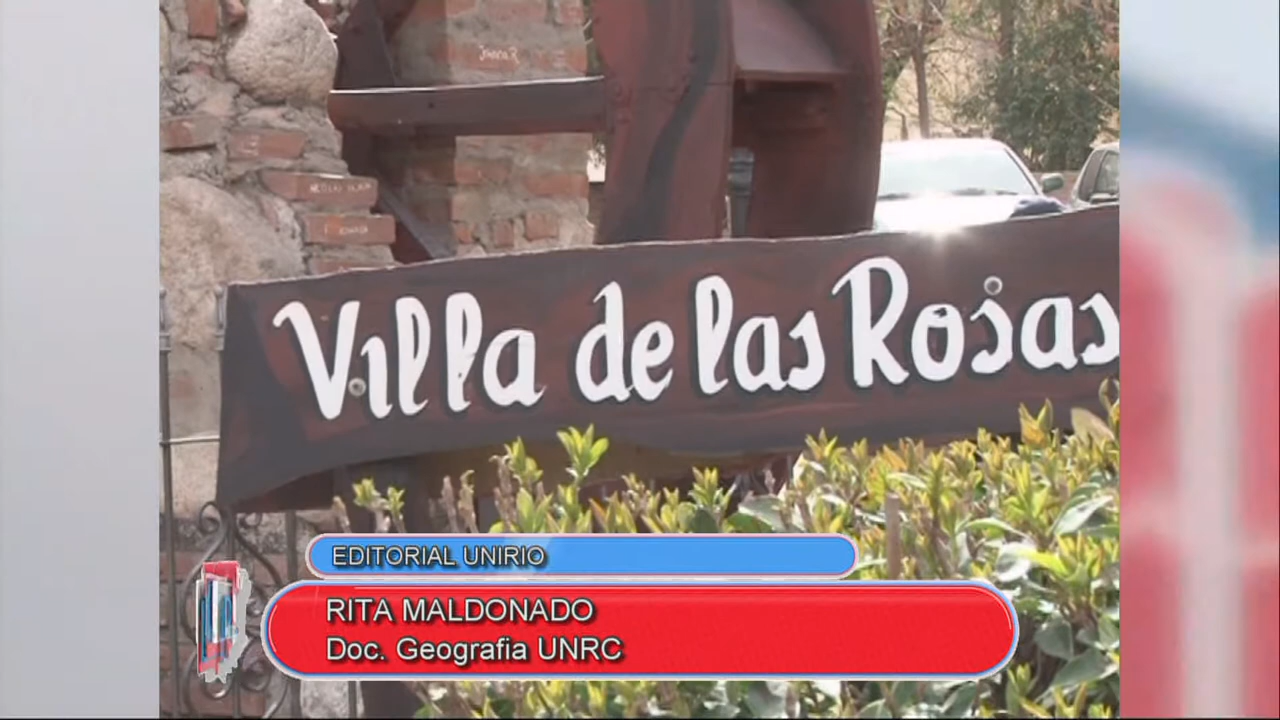 Villa de las Rosas
EDITORIAL UNIRIO
RITA MALDONADO
Doc. Geografia UNRC